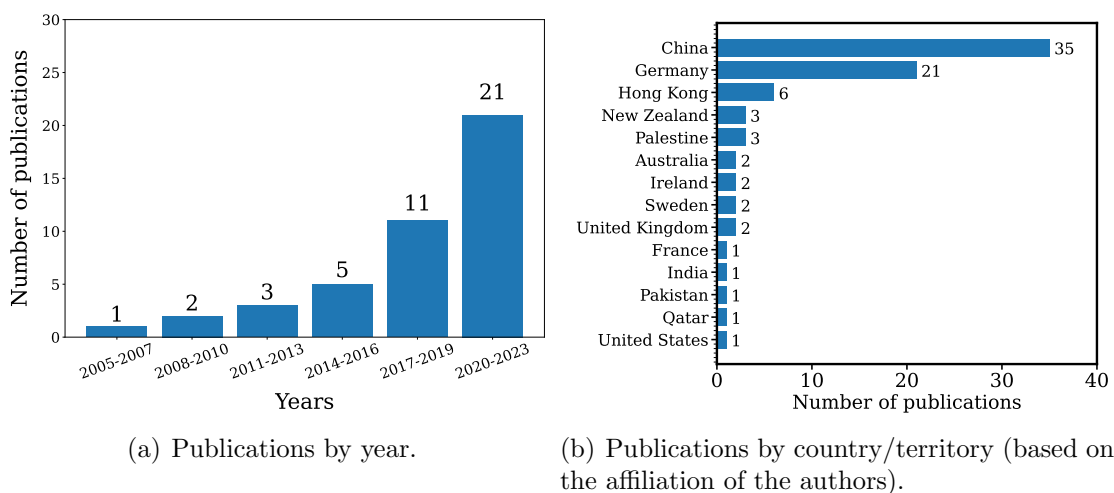 30
25
20
15
10
5
0
Number of publications
1
2
3
5
11
21
2005-2007
2008-2010
2011-2013
2014-2016
2017-2019
2020-2023
Years
(a) Publications by year.
China 35
Germany 21
Hong Kong 6
New Zealand 3
Palestine 3
Australia 2
Ireland 2
Sweden 2
United Kingdom 2
France 1
India 1
Pakistan 1
Qatar 1
United States 1
0 10 20 30 40
Number of publications
(b) Publications by country/territory (based on
the affiliation of the authors).